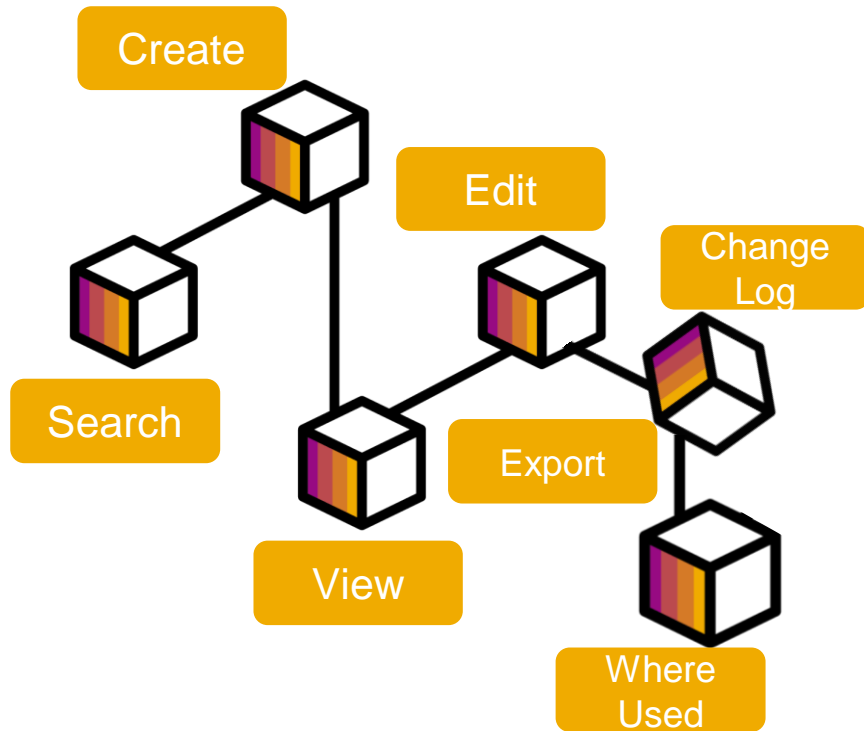 Create
Edit
Change
Log
Search
Export
View
Where
Used